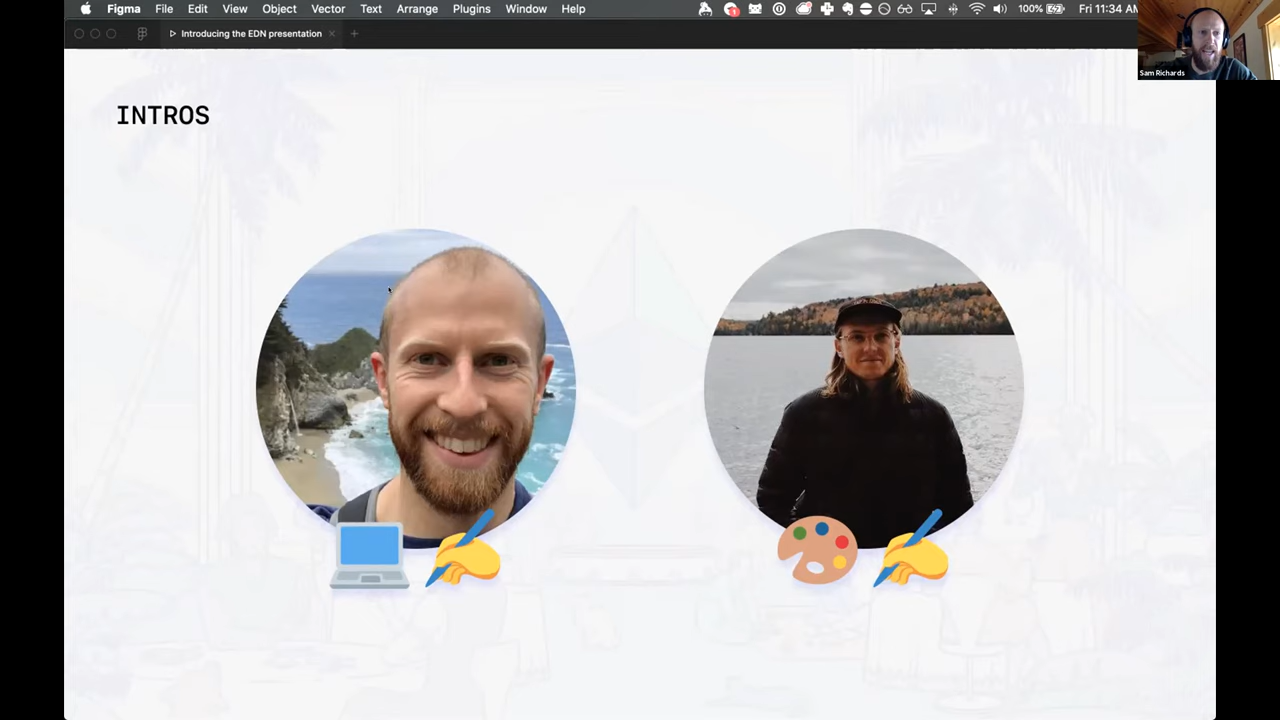 Figma File Edit View Object Vector Text Arrange Plugins Window Help 100% Fri 11:34 AM
Introducing the EDN presentation
Sam Richards
INTROS